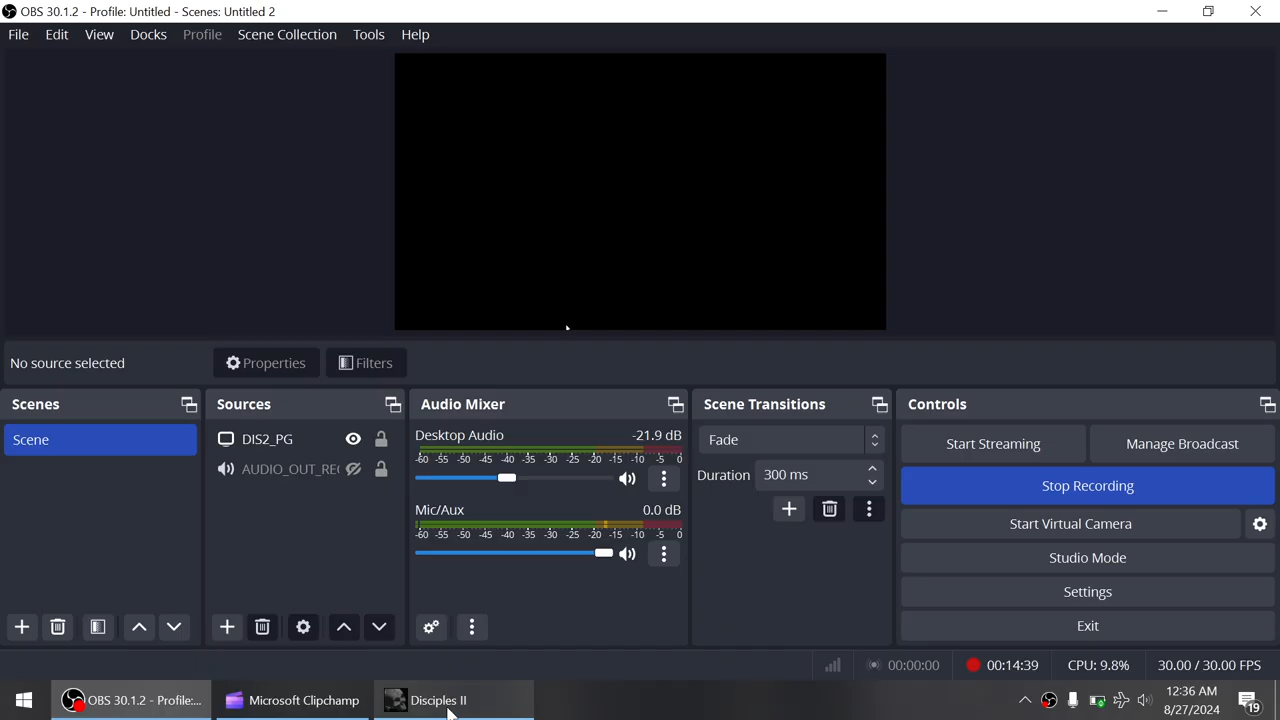 OBS 30.1.2 - Profile: Untitled - Scenes: Untitled 2
File Edit View Docks Profile Scene Collection Tools Help
No source selected Properties Filters
Scenes
Scene
Sources
DIS2_PG
AUDIO_OUT_REC
Audio Mixer
Desktop Audio -21.9 dB
-60 -55 -50 -45 -40 -35 -30 -25 -20 -15 -10 -5 0
Mic/Aux 0.0 dB
-60 -55 -50 -45 -40 -35 -30 -25 -20 -15 -10 -5 0
Scene Transitions
Fade
Duration 300 ms
Controls
Start Streaming Manage Broadcast
Stop Recording
Start Virtual Camera
Studio Mode
Settings
Exit
00:00:00 00:14:39 CPU: 9.8% 30.00 / 30.00 FPS
OBS 30.1.2 - Profile:... Microsoft Clipchamp Disciples II
12:36 AM
8/27/2024
19